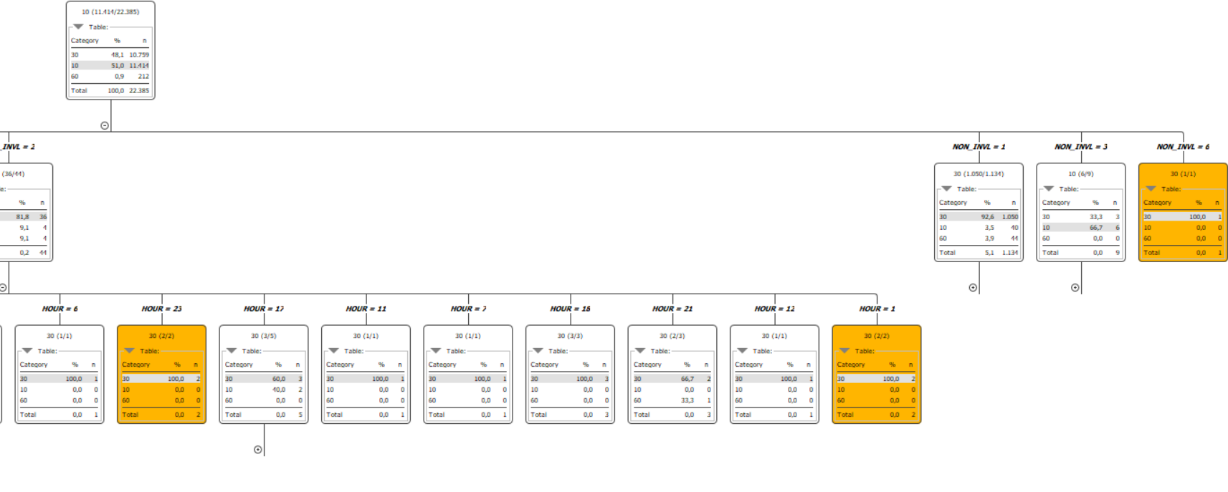 10 (11.414/22.385)
Table:
Category % n
30 48,1 10.759
10 51,0 11.414
60 0,9 212
Total 100,0 22.385
_INVL = 2
NON_INVL = 1
NON_INVL = 3
NON_INVL = 6
(36/44)
e:
% n
81,8 36
9,1 4
9,1 4
0,2 44
30 (1.050/1.134)
Table:
Category % n
30 92,6 1.050
10 3,5 40
60 3,9 44
Total 5,1 1.134
10 (6/9)
Table:
Category % n
30 33,3 3
10 66,7 6
60 0,0 0
Total 0,0 9
30 (1/1)
Table:
Category % n
30 100,0 1
10 0,0 0
60 0,0 0
Total 0,0 1
HOUR = 6
HOUR = 23
HOUR = 17
HOUR = 11
HOUR = 7
HOUR = 18
HOUR = 21
HOUR = 12
HOUR = 1
30 (1/1)
Table:
Category % n
30 100,0 1
10 0,0 0
60 0,0 0
Total 0,0 1
30 (2/2)
Table:
Category % n
30 100,0 2
10 0,0 0
60 0,0 0
Total 0,0 2
30 (3/5)
Table:
Category % n
30 60,0 3
10 40,0 2
60 0,0 0
Total 0,0 5
30 (1/1)
Table:
Category % n
30 100,0 1
10 0,0 0
60 0,0 0
Total 0,0 1
30 (1/1)
Table:
Category % n
30 100,0 1
10 0,0 0
60 0,0 0
Total 0,0 1
30 (3/3)
Table:
Category % n
30 100,0 3
10 0,0 0
60 0,0 0
Total 0,0 3
30 (2/3)
Table:
Category % n
30 66,7 2
10 0,0 0
60 33,3 1
Total 0,0 3
30 (1/1)
Table:
Category % n
30 100,0 1
10 0,0 0
60 0,0 0
Total 0,0 1
30 (2/2)
Table:
Category % n
30 100,0 2
10 0,0 0
60 0,0 0
Total 0,0 2